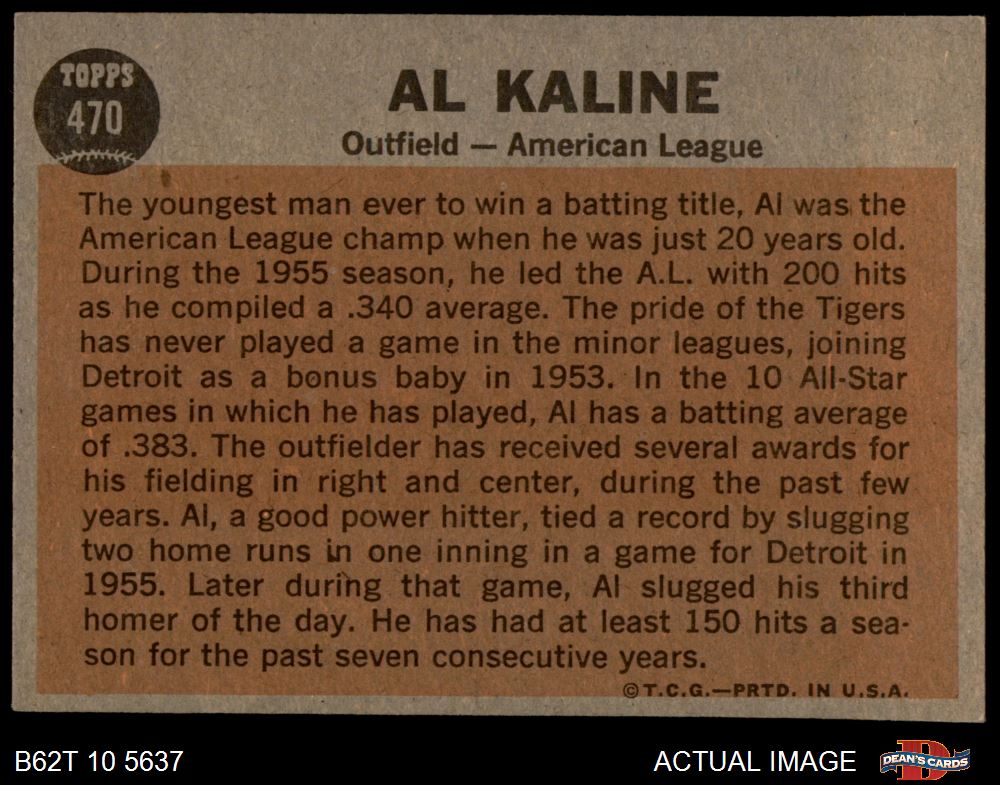 TOPPS
470
AL KALINE
Outfield — American League
The youngest man ever to win a batting title, Al was the
American League champ when he was just 20 years old.
During the 1955 season, he led the A.L. with 200 hits
as he compiled a .340 average. The pride of the Tigers
has never played a game in the minor leagues, joining
Detroit as a bonus baby in 1953. In the 10 All-Star
games in which he has played, Al has a batting average
of .383. The outfielder has received several awards for
his fielding in right and center, during the past few
years. Al, a good power hitter, tied a record by slugging
two home runs in one inning in a game for Detroit in
1955. Later during that game, Al slugged his third
homer of the day. He has had at least 150 hits a sea-
son for the past seven consecutive years.
©T.C.G.—PRTD. IN U.S.A.
B62T 10 5637
ACTUAL IMAGE
D
DEAN'S CARDS